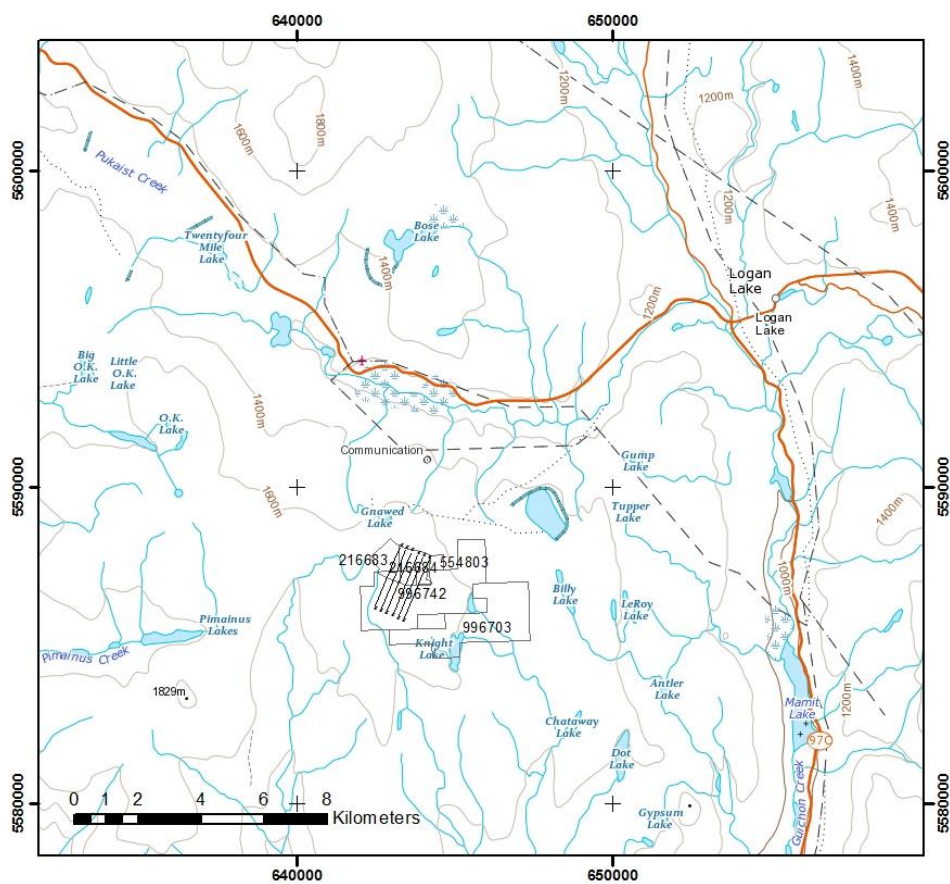 640000
650000
1200m
1400m
1200m
1600m
1800m
5600000
5600000
Pukaist Creek
1200m
1400m
Twentyfour
Mile
Lake
Bose
Lake
1400m
Logan
Lake
1200m
Logan
Lake
Big
O.K.
Lake
Little
O.K.
Lake
1400m
O.K.
Lake
Communication
Gump
Lake
5590000
5590000
1600m
Gnawed
Lake
Tupper
Lake
1400m
216683
216684
554803
1000m
996742
Billy
Lake
LeRoy
Lake
Pimainus
Lakes
996703
Knight
Lake
Pimainus Creek
1829m
Antler
Lake
1200m
Mamit
Lake
Chataway
Lake
97C
Dot
Lake
Guichon Creek
5580000
5580000
0 1 2 4 6 8
Kilometers
Gypsum
Lake
640000
650000